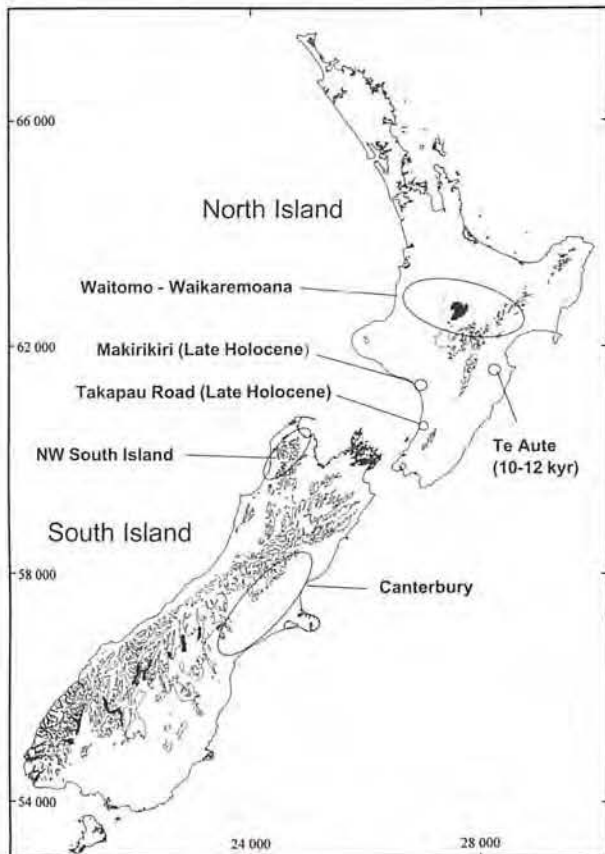 66 000
North Island
Waitomo - Waikaremoana
62 000
Makirikiri (Late Holocene)
Takapau Road (Late Holocene)
Te Aute
(10-12 kyr)
NW South Island
South Island
58 000
Canterbury
54 000
24 000
28 000